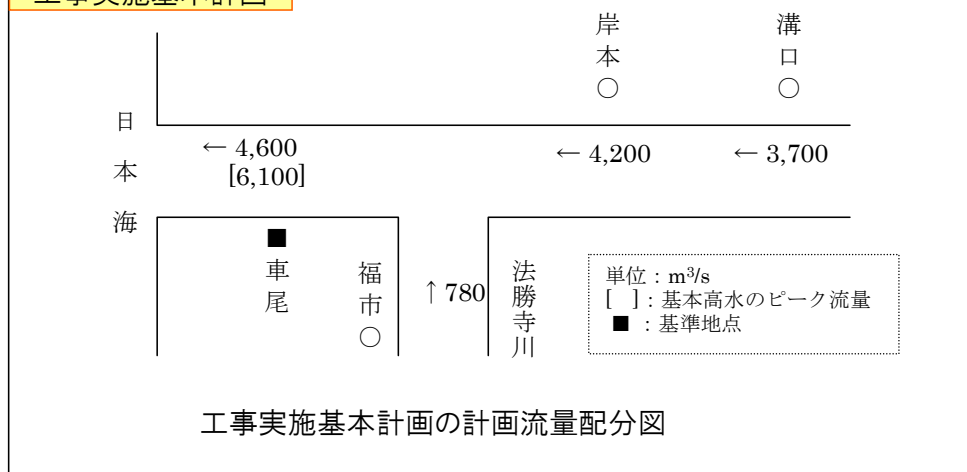 工事実施基本計画
岸本○
溝口○
日本海
← 4,600
[6,100]
← 4,200
← 3,700
■車尾
福市○
↑780
法勝寺川
単位：m³/s
[　]：基本高水のピーク流量
■：基準地点
工事実施基本計画の計画流量配分図